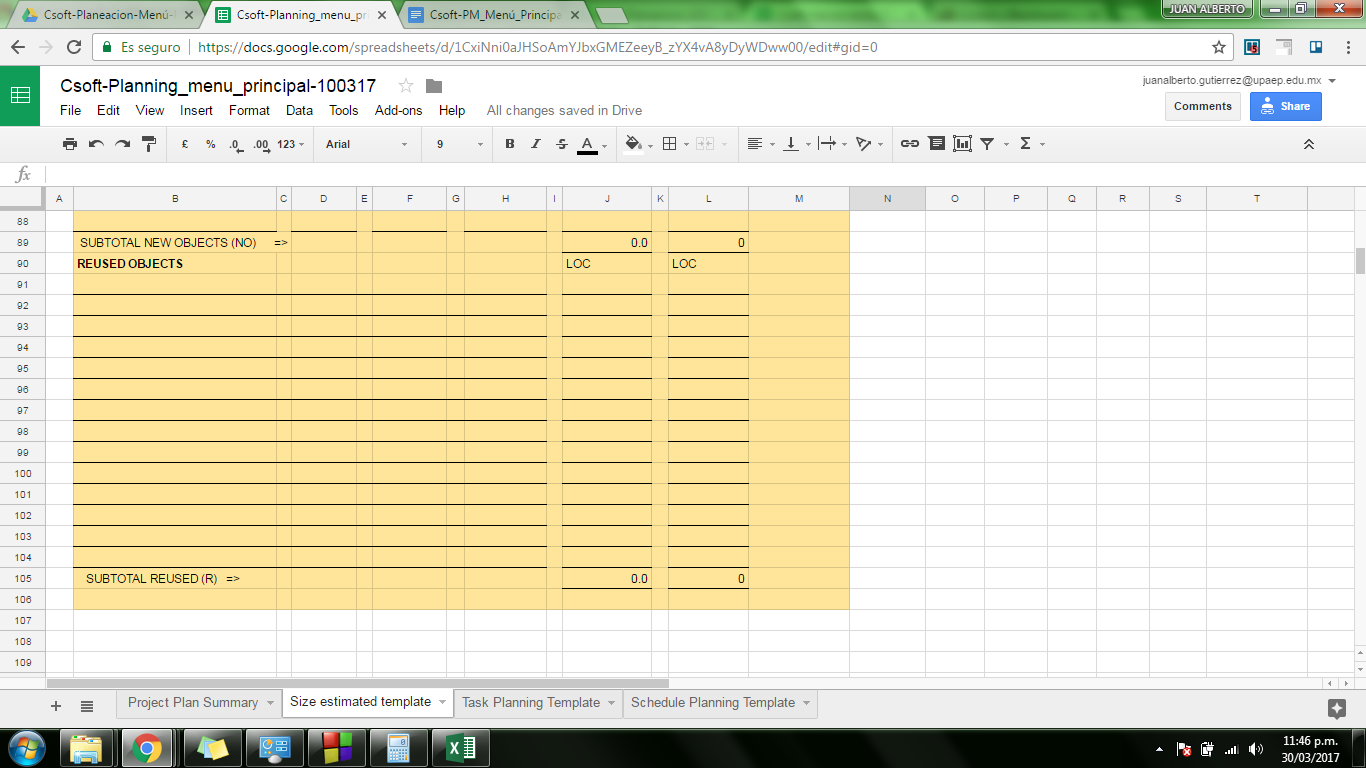 Csoft-Planeacion-Menú- Csoft-Planning_menu_pri Csoft-PM_Menú_Principa JUAN ALBERTO
Es seguro https://docs.google.com/spreadsheets/d/1CxiNni0aJHSoAmYJbxGMEZeeyB_zYX4vA8yDyWDww00/edit#gid=0
Csoft-Planning_menu_principal-100317 juanalberto.gutierrez@upaep.edu.mx
File Edit View Insert Format Data Tools Add-ons Help All changes saved in Drive Comments Share
£ % .0 .00 123 Arial 9 B I S A Σ
fx
A B C D E F G H I J K L M N O P Q R S T
88
89 SUBTOTAL NEW OBJECTS (NO) => 0.0 0
90 REUSED OBJECTS LOC LOC
91
92
93
94
95
96
97
98
99
100
101
102
103
104
105 SUBTOTAL REUSED (R) => 0.0 0
106
107
108
109
Project Plan Summary Size estimated template Task Planning Template Schedule Planning Template
11:46 p.m.
30/03/2017